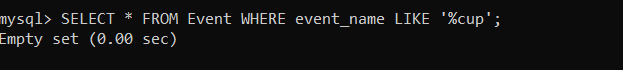 mysql> SELECT * FROM Event WHERE event_name LIKE '%cup';
Empty set (0.00 sec)